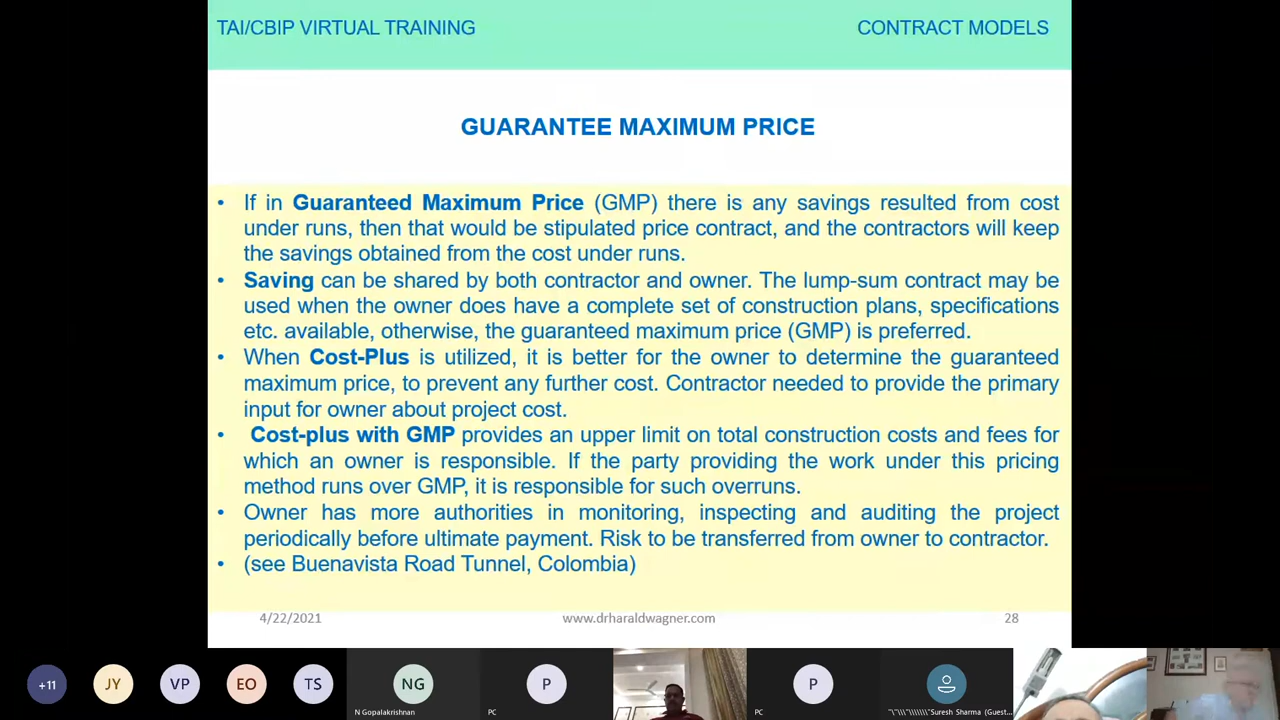 TAI/CBIP VIRTUAL TRAINING
CONTRACT MODELS
GUARANTEE MAXIMUM PRICE
• If in Guaranteed Maximum Price (GMP) there is any savings resulted from cost
under runs, then that would be stipulated price contract, and the contractors will keep
the savings obtained from the cost under runs.
• Saving can be shared by both contractor and owner. The lump-sum contract may be
used when the owner does have a complete set of construction plans, specifications
etc. available, otherwise, the guaranteed maximum price (GMP) is preferred.
• When Cost-Plus is utilized, it is better for the owner to determine the guaranteed
maximum price, to prevent any further cost. Contractor needed to provide the primary
input for owner about project cost.
• Cost-plus with GMP provides an upper limit on total construction costs and fees for
which an owner is responsible. If the party providing the work under this pricing
method runs over GMP, it is responsible for such overruns.
• Owner has more authorities in monitoring, inspecting and auditing the project
periodically before ultimate payment. Risk to be transferred from owner to contractor.
• (see Buenavista Road Tunnel, Colombia)
4/22/2021
www.drharaldwagner.com
28
+11
JY
VP
EO
TS
NG
P
P
N Gopalakrishnan
PC
PC
"\"\\\"\\\\\\\"Suresh Sharma (Guest...